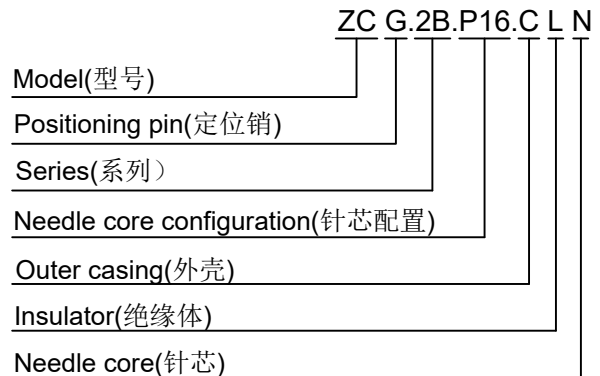 ZC G.2B.P16.C L N
Model(型号)
Positioning pin(定位销)
Series(系列）
Needle core configuration(针芯配置)
Outer casing(外壳)
Insulator(绝缘体)
Needle core(针芯)